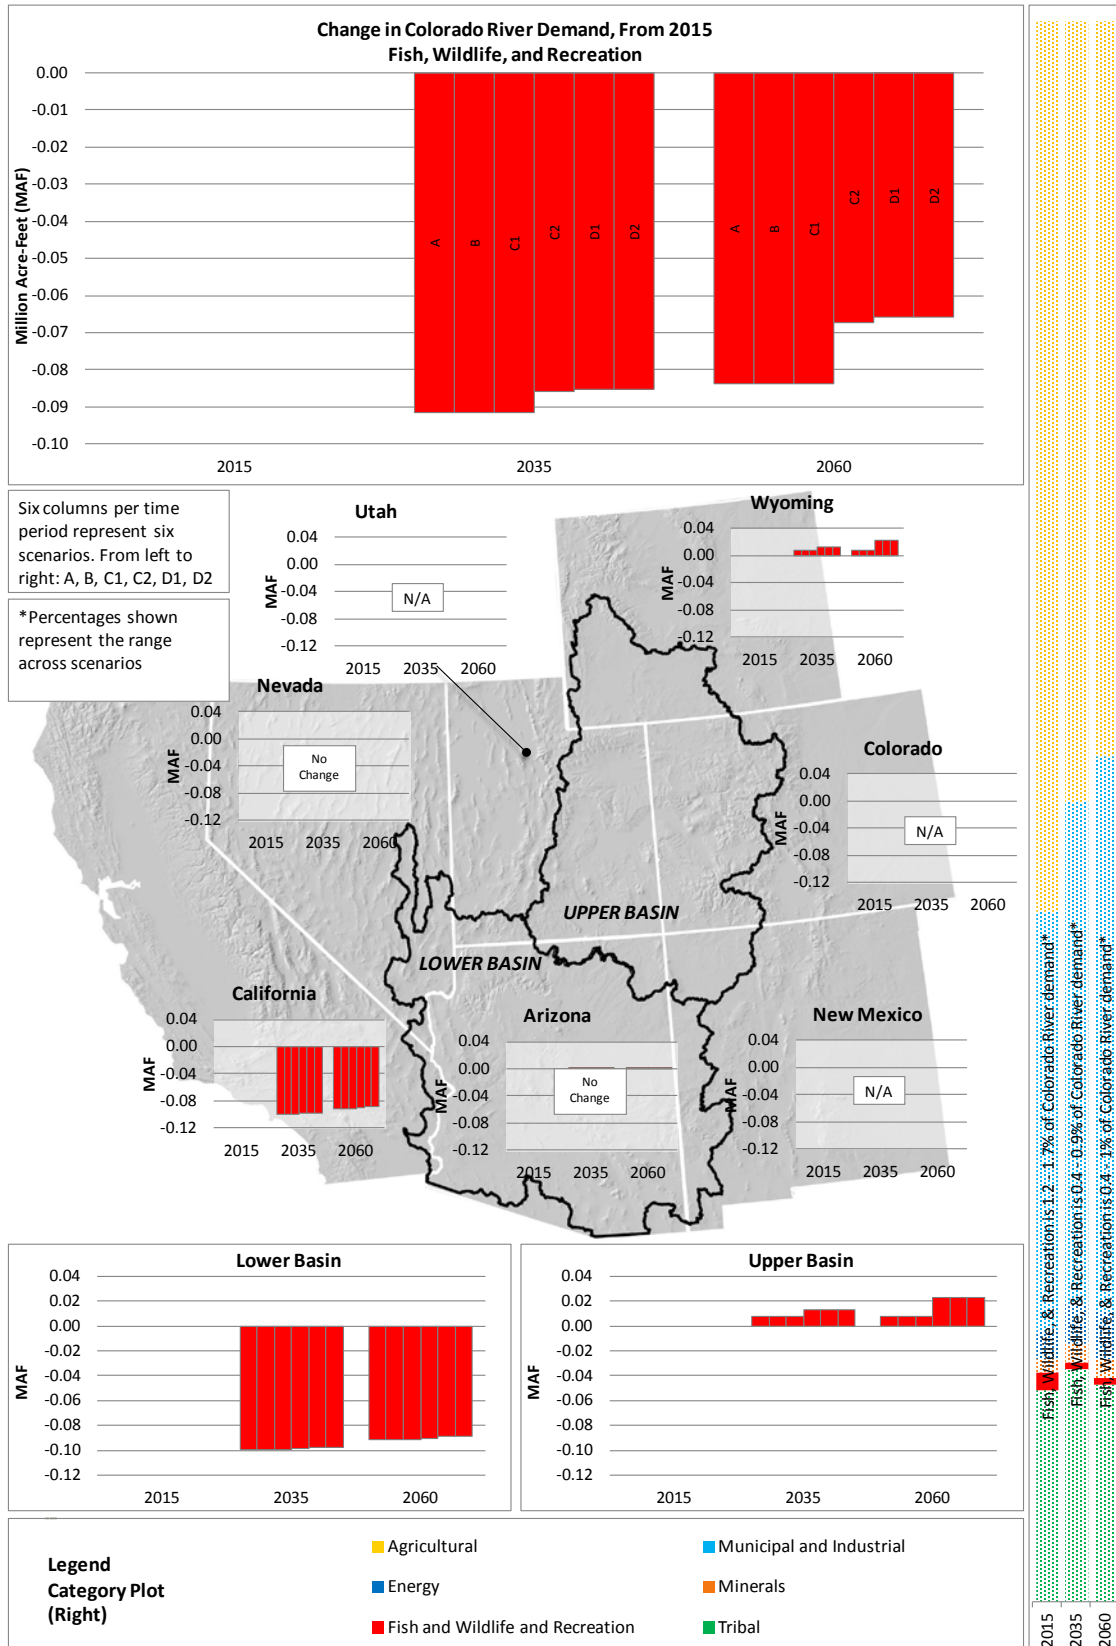 Change in Colorado River Demand, From 2015
Fish, Wildlife, and Recreation
Million Acre-Feet (MAF)
0.00
-0.01
-0.02
-0.03
-0.04
-0.05
-0.06
-0.07
-0.08
-0.09
-0.10
A
B
C1
C2
D1
D2
A
B
C1
C2
D1
D2
2015
2035
2060
Six columns per time
period represent six
scenarios. From left to
right: A, B, C1, C2, D1, D2
*Percentages shown
represent the range
across scenarios
Utah
MAF
0.04
0.00
-0.04
-0.08
-0.12
N/A
2015 2035 2060
Wyoming
MAF
0.04
0.00
-0.04
-0.08
-0.12
2015 2035 2060
Nevada
MAF
0.04
0.00
-0.04
-0.08
-0.12
No
Change
2015 2035 2060
Colorado
MAF
0.04
0.00
-0.04
-0.08
-0.12
N/A
2015 2035 2060
UPPER BASIN
LOWER BASIN
California
MAF
0.04
0.00
-0.04
-0.08
-0.12
2015 2035 2060
Arizona
MAF
0.04
0.00
-0.04
-0.08
-0.12
No
Change
2015 2035 2060
New Mexico
MAF
0.04
0.00
-0.04
-0.08
-0.12
N/A
2015 2035 2060
Lower Basin
MAF
0.04
0.02
0.00
-0.02
-0.04
-0.06
-0.08
-0.10
-0.12
2015 2035 2060
Upper Basin
MAF
0.04
0.02
0.00
-0.02
-0.04
-0.06
-0.08
-0.10
-0.12
2015 2035 2060
Legend
Category Plot
(Right)
Agricultural
Municipal and Industrial
Energy
Minerals
Fish and Wildlife and Recreation
Tribal
Fish, Wildlife, & Recreation is 1.2 1.7% of Colorado River demand*
Fish, Wildlife, & Recreation is 0.4 0.9% of Colorado River demand*
Fish, Wildlife, & Recreation is 0.4 1% of Colorado River demand*
2015
2035
2060